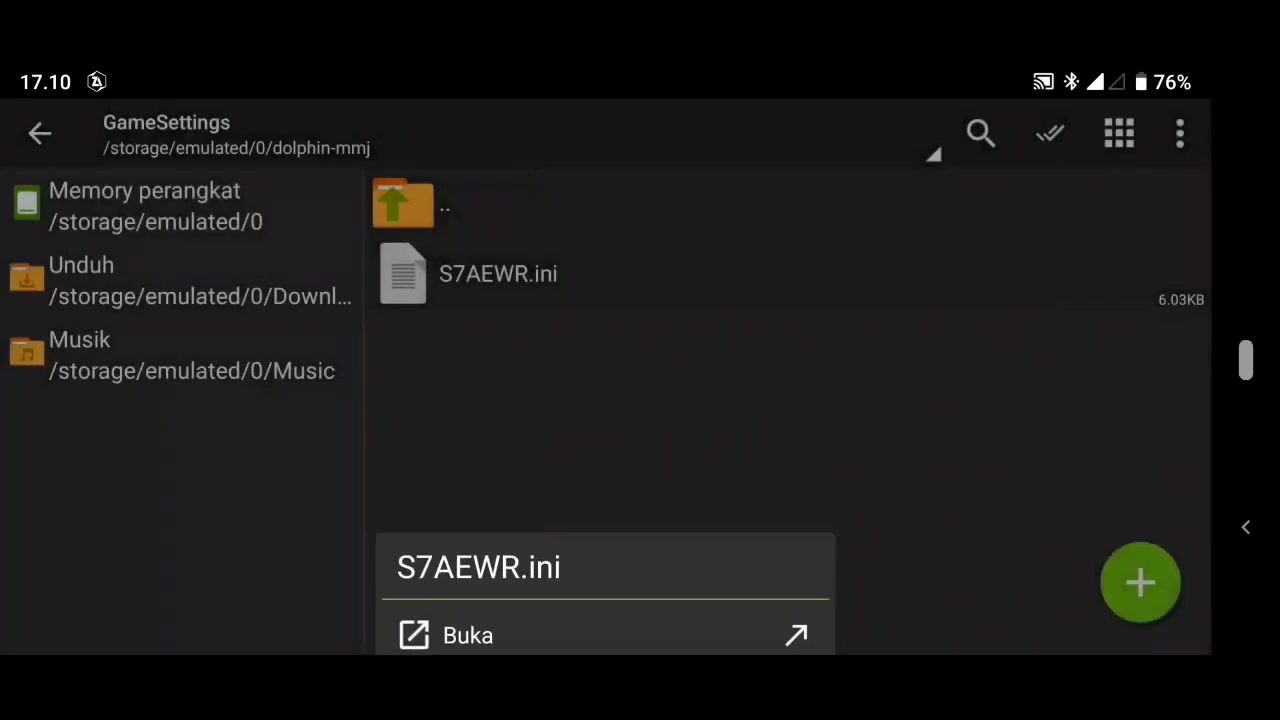 17.10
76%
GameSettings
/storage/emulated/0/dolphin-mmj
Memory perangkat
/storage/emulated/0
Unduh
/storage/emulated/0/Downl...
Musik
/storage/emulated/0/Music
..
S7AEWR.ini
6.03KB
S7AEWR.ini
Buka